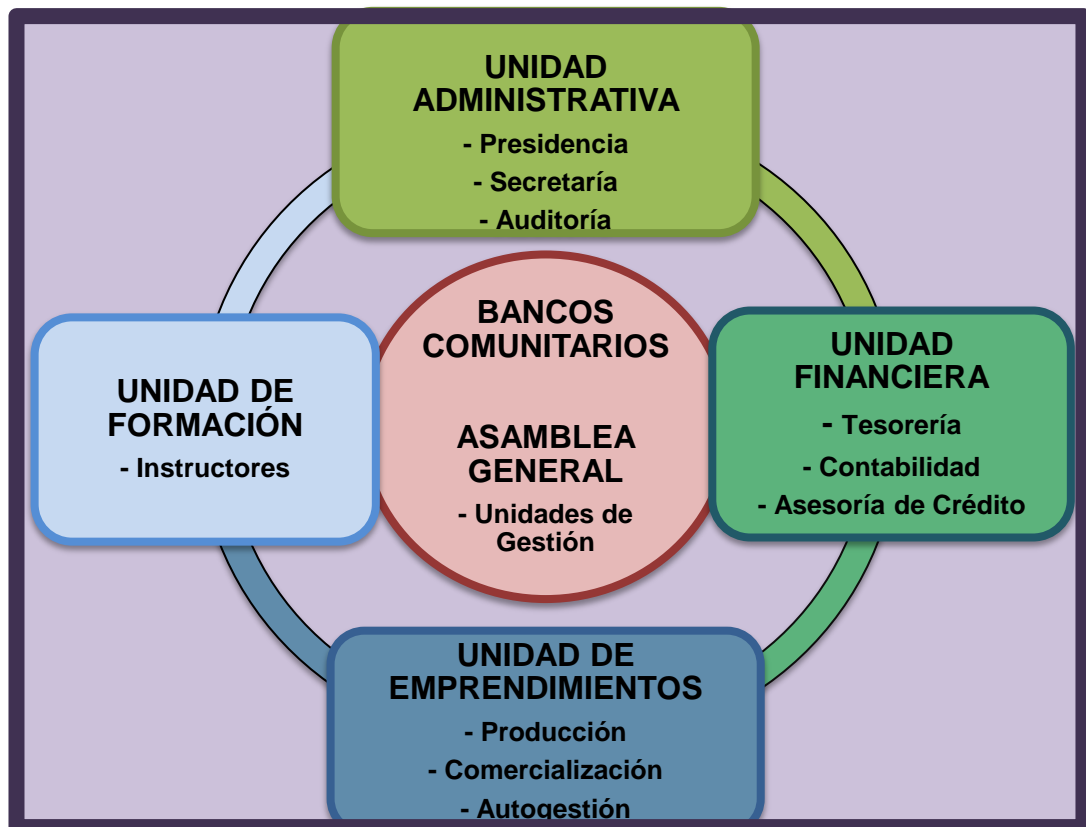 UNIDAD
ADMINISTRATIVA
- Presidencia
- Secretaría
- Auditoría
BANCOS
COMUNITARIOS
ASAMBLEA
GENERAL
- Unidades de
Gestión
UNIDAD DE
FORMACIÓN
- Instructores
UNIDAD
FINANCIERA
- Tesorería
- Contabilidad
- Asesoría de Crédito
UNIDAD DE
EMPRENDIMIENTOS
- Producción
- Comercialización
- Autogestión